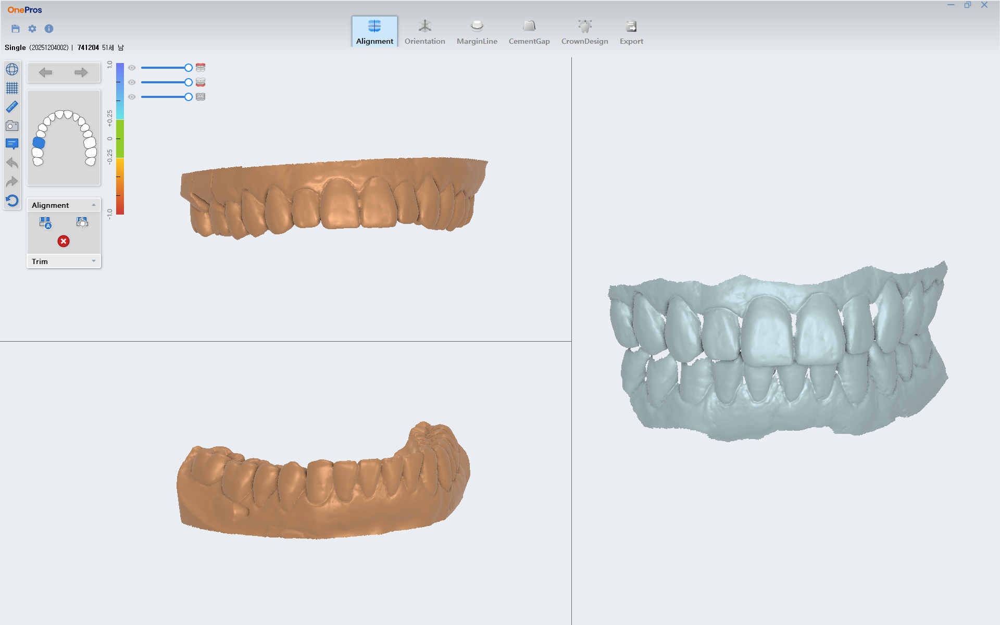 OnePros
Alignment
Orientation
MarginLine
CementGap
CrownDesign
Export
Single (20251204002) | 741204 51세 남
1.0
+0.25
0
-0.25
-1.0
Alignment
A
Trim